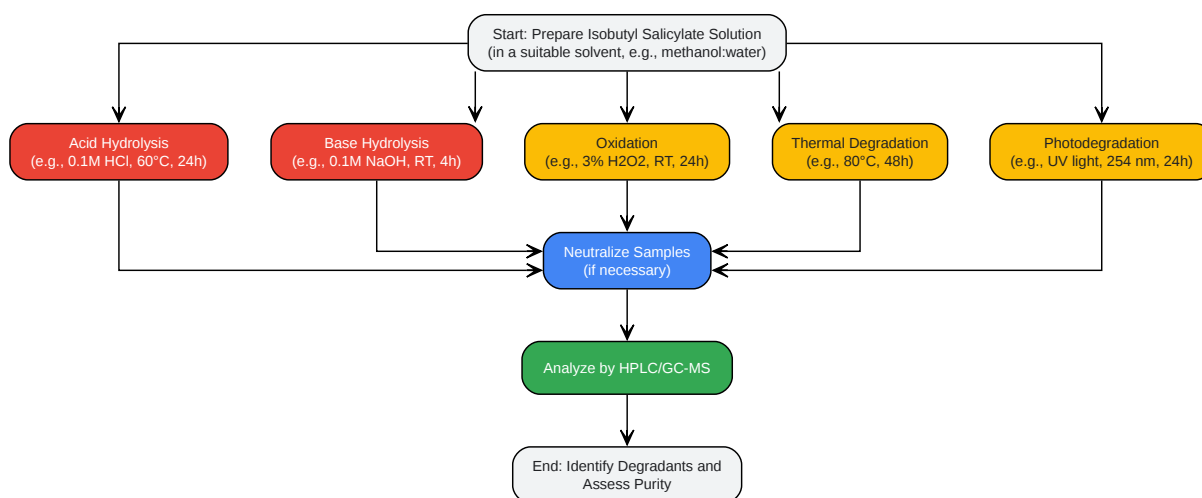 Start: Prepare Isobutyl Salicylate Solution
(in a suitable solvent, e.g., methanol:water)
Acid Hydrolysis
(e.g., 0.1M HCl, 60°C, 24h)
Base Hydrolysis
(e.g., 0.1M NaOH, RT, 4h)
Oxidation
(e.g., 3% H2O2, RT, 24h)
Thermal Degradation
(e.g., 80°C, 48h)
Photodegradation
(e.g., UV light, 254 nm, 24h)
Neutralize Samples
(if necessary)
Analyze by HPLC/GC-MS
End: Identify Degradants and
Assess Purity